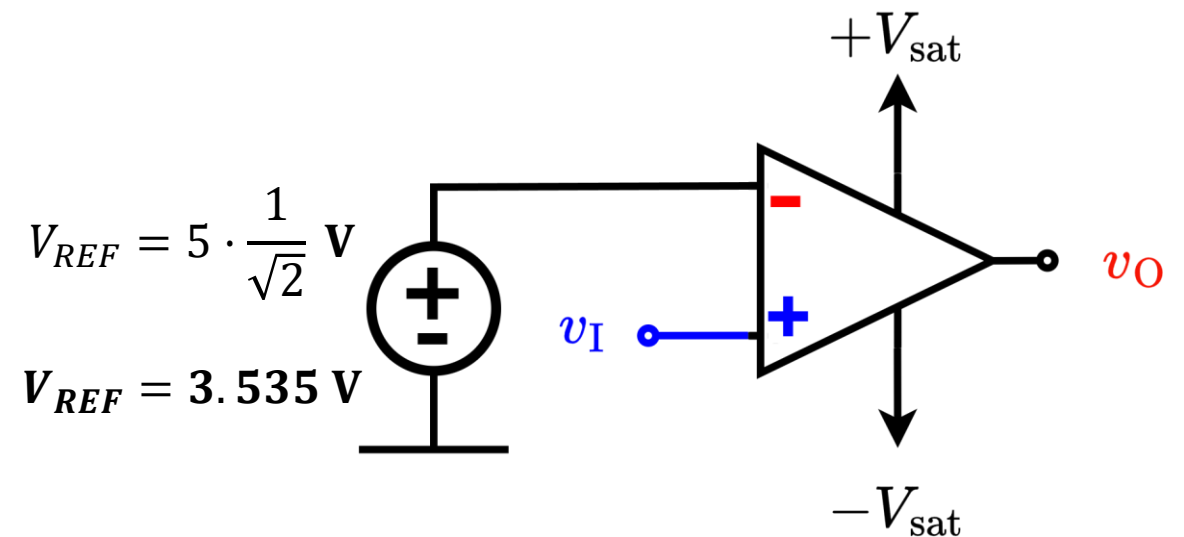 +V_sat
V_REF = 5 · 1/√2 V
+
-
-
+
v_I
v_O
V_REF = 3.535 V
−V_sat